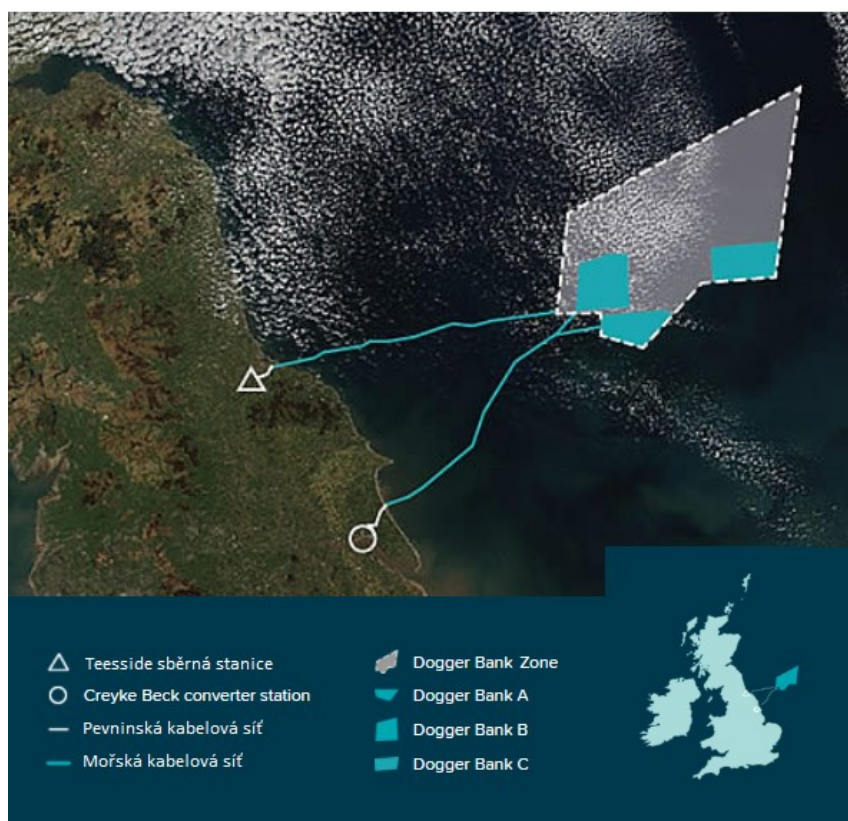 Teesside sběrná stanice
Creyke Beck converter station
Pevninská kabelová síť
Mořská kabelová síť
Dogger Bank Zone
Dogger Bank A
Dogger Bank B
Dogger Bank C